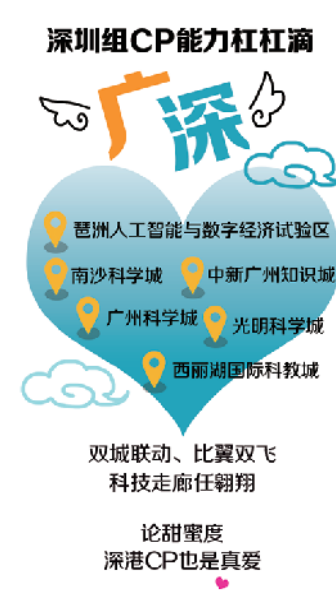 深圳组CP能力杠杠滴
广深
琶洲人工智能与数字经济试验区
南沙科学城
中新广州知识城
广州科学城
光明科学城
西丽湖国际科教城
双城联动、比翼双飞
科技走廊任翱翔
论甜蜜度
深港CP也是真爱